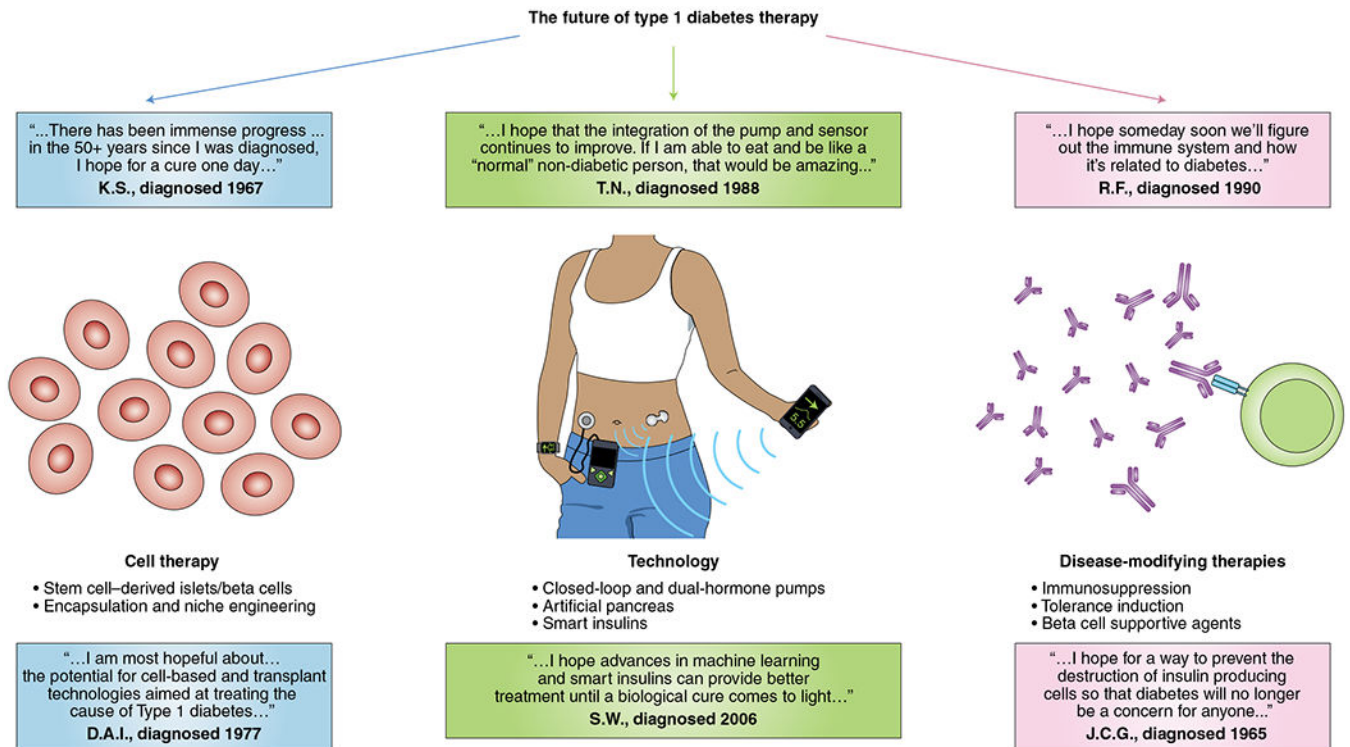 The future of type 1 diabetes therapy
“...There has been immense progress ...
in the 50+ years since I was diagnosed,
I hope for a cure one day…”
K.S., diagnosed 1967
“…I hope that the integration of the pump and sensor
continues to improve. If I am able to eat and be like a
“normal” non-diabetic person, that would be amazing...”
T.N., diagnosed 1988
“…I hope someday soon we’ll figure
out the immune system and how
it’s related to diabetes…”
R.F., diagnosed 1990
5.5
Cell therapy
• Stem cell–derived islets/beta cells
• Encapsulation and niche engineering
Technology
• Closed-loop and dual-hormone pumps
• Artificial pancreas
• Smart insulins
Disease-modifying therapies
• Immunosuppression
• Tolerance induction
• Beta cell supportive agents
“…I am most hopeful about…
the potential for cell-based and transplant
technologies aimed at treating the
cause of Type 1 diabetes…”
D.A.I., diagnosed 1977
“…I hope advances in machine learning
and smart insulins can provide better
treatment until a biological cure comes to light…”
S.W., diagnosed 2006
“…I hope for a way to prevent the
destruction of insulin producing
cells so that diabetes will no longer
be a concern for anyone...”
J.C.G., diagnosed 1965